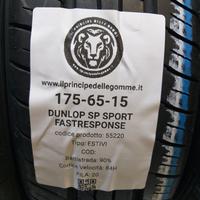 www.ilprincipedellegomme.it
175-65-15
DUNLOP SP SPORT
FASTRESPONSE
codice prodotto: 55220
Tipo: ESTIVI
COD:
Battistrada: 90%
Codice Velocità: 84H